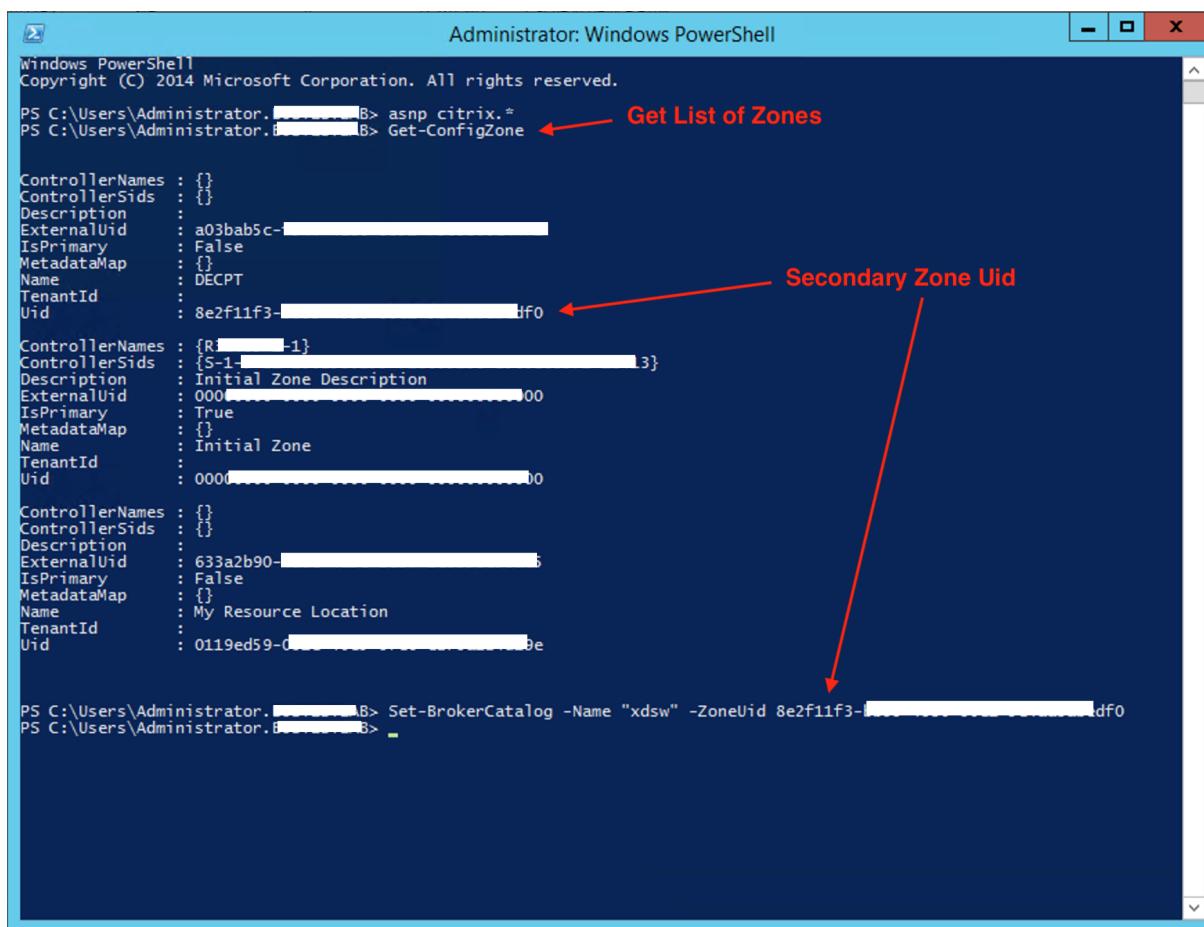 Administrator: Windows PowerShell
Windows PowerShell
Copyright (C) 2014 Microsoft Corporation. All rights reserved.
PS C:\Users\Administrator. B> asnp citrix.*
Get List of Zones
PS C:\Users\Administrator. B> Get-ConfigZone
ControllerNames : {}
ControllerSids : {}
Description :
ExternalUid : a03bab5c-
IsPrimary : False
MetadataMap : {}
Name : DECPT
Secondary Zone Uid
TenantId :
Uid : 8e2f11f3- df0
ControllerNames : {R -1}
ControllerSids : {S-1- 13}
Description : Initial Zone Description
ExternalUid : 000 00
IsPrimary : True
MetadataMap : {}
Name : Initial Zone
TenantId :
Uid : 000 00
ControllerNames : {}
ControllerSids : {}
Description :
ExternalUid : 633a2b90-
IsPrimary : False
MetadataMap : {}
Name : My Resource Location
TenantId :
Uid : 0119ed59- 9e
PS C:\Users\Administrator. B> Set-BrokerCatalog -Name "xdsw" -ZoneUid 8e2f11f3- df0
PS C:\Users\Administrator. B>